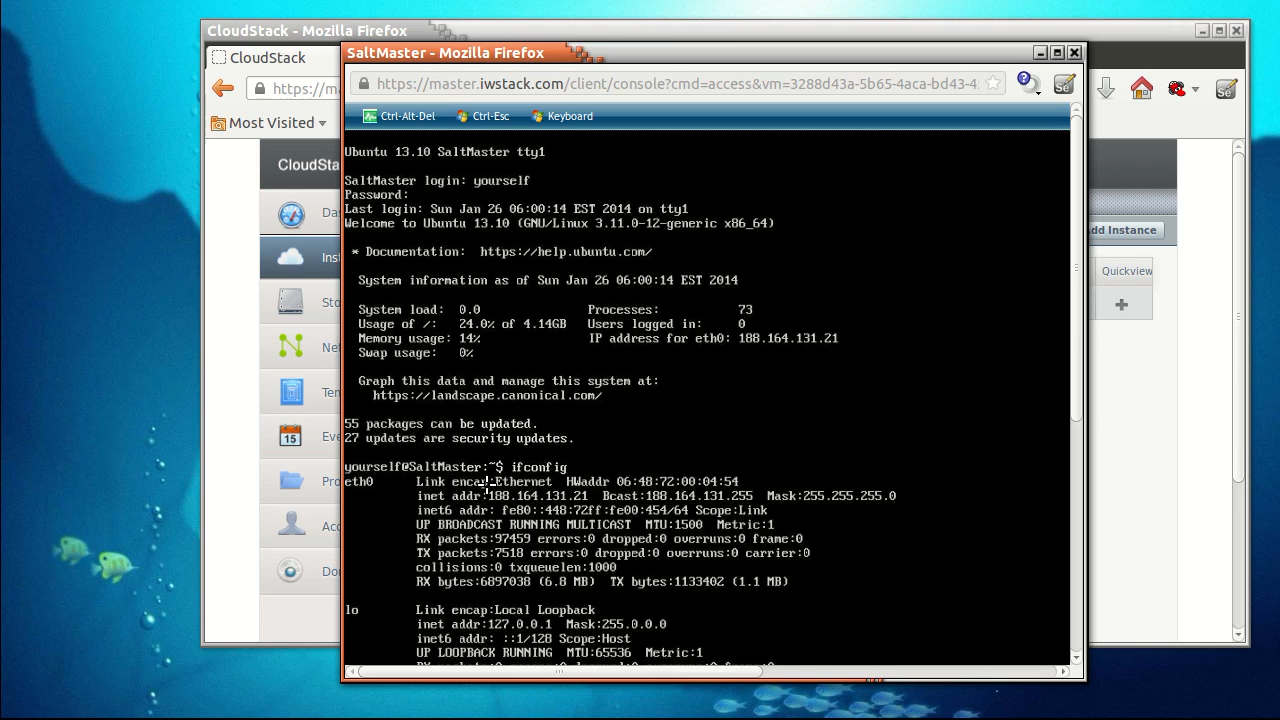 CloudStack - Mozilla Firefox
CloudStack
https://m
Most Visited
SaltMaster - Mozilla Firefox
https://master.iwstack.com/client/console?cmd=access&vm=3288d43a-5b65-4aca-bd43-4
Ctrl-Alt-Del Ctrl-Esc Keyboard
Ubuntu 13.10 SaltMaster tty1
SaltMaster login: yourself
Password:
Last login: Sun Jan 26 06:00:14 EST 2014 on tty1
Welcome to Ubuntu 13.10 (GNU/Linux 3.11.0-12-generic x86_64)
* Documentation: https://help.ubuntu.com/
System information as of Sun Jan 26 06:00:14 EST 2014
System load: 0.0 Processes: 73
Usage of /: 24.0% of 4.14GB Users logged in: 0
Memory usage: 14% IP address for eth0: 188.164.131.21
Swap usage: 0%
Graph this data and manage this system at:
https://landscape.canonical.com/
55 packages can be updated.
27 updates are security updates.
yourself@SaltMaster:~$ ifconfig
eth0 Link encap:Ethernet HWaddr 06:48:72:00:04:54
inet addr:188.164.131.21 Bcast:188.164.131.255 Mask:255.255.255.0
inet6 addr: fe80::448:72ff:fe00:454/64 Scope:Link
UP BROADCAST RUNNING MULTICAST MTU:1500 Metric:1
RX packets:97459 errors:0 dropped:0 overruns:0 frame:0
TX packets:7518 errors:0 dropped:0 overruns:0 carrier:0
collisions:0 txqueuelen:1000
RX bytes:6897038 (6.8 MB) TX bytes:1133402 (1.1 MB)
lo Link encap:Local Loopback
inet addr:127.0.0.1 Mask:255.0.0.0
inet6 addr: ::1/128 Scope:Host
UP LOOPBACK RUNNING MTU:65536 Metric:1
CloudSta
Da
Ins
Sto
Net
Ten
Eve
15
Acc
Dor
dd Instance
Quickview